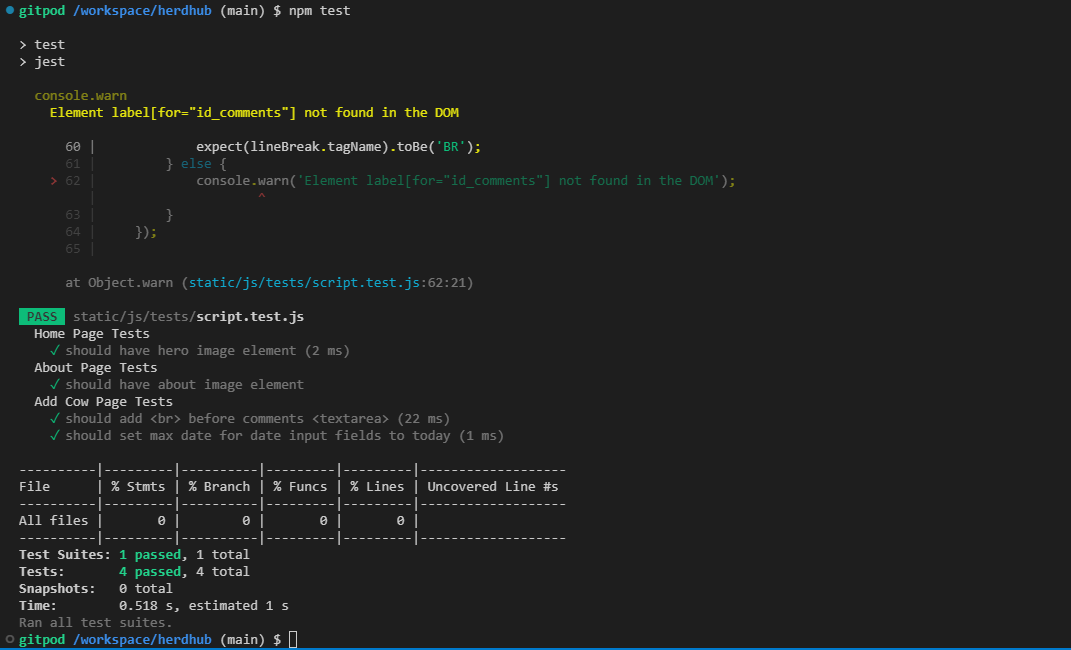 gitpod /workspace/herdhub (main) $ npm test
> test
> jest
console.warn
Element label[for="id_comments"] not found in the DOM
60 | expect(lineBreak.tagName).toBe('BR');
61 | } else {
> 62 | console.warn('Element label[for="id_comments"] not found in the DOM');
| ^
63 | }
64 | });
65 |
at Object.warn (static/js/tests/script.test.js:62:21)
PASS static/js/tests/script.test.js
Home Page Tests
✓ should have hero image element (2 ms)
About Page Tests
✓ should have about image element
Add Cow Page Tests
✓ should add <br> before comments <textarea> (22 ms)
✓ should set max date for date input fields to today (1 ms)
----------|---------|----------|---------|---------|-------------------
File | % Stmts | % Branch | % Funcs | % Lines | Uncovered Line #s
----------|---------|----------|---------|---------|-------------------
All files | 0 | 0 | 0 | 0 |
----------|---------|----------|---------|---------|-------------------
Test Suites: 1 passed, 1 total
Tests: 4 passed, 4 total
Snapshots: 0 total
Time: 0.518 s, estimated 1 s
Ran all test suites.
gitpod /workspace/herdhub (main) $